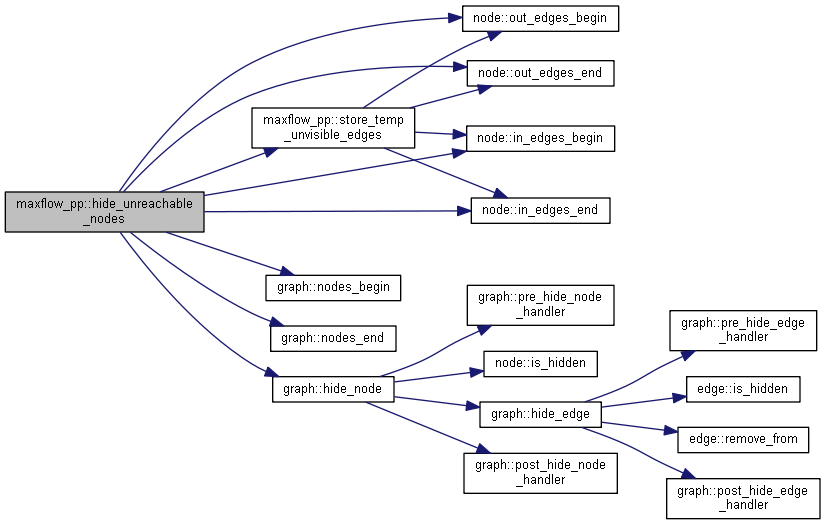 node::out_edges_begin
node::out_edges_end
maxflow_pp::store_temp
_unvisible_edges
node::in_edges_begin
maxflow_pp::hide_unreachable
_nodes
node::in_edges_end
graph::nodes_begin
graph::nodes_end
graph::pre_hide_node
_handler
graph::pre_hide_edge
_handler
node::is_hidden
graph::hide_node
edge::is_hidden
graph::hide_edge
edge::remove_from
graph::post_hide_node
_handler
graph::post_hide_edge
_handler